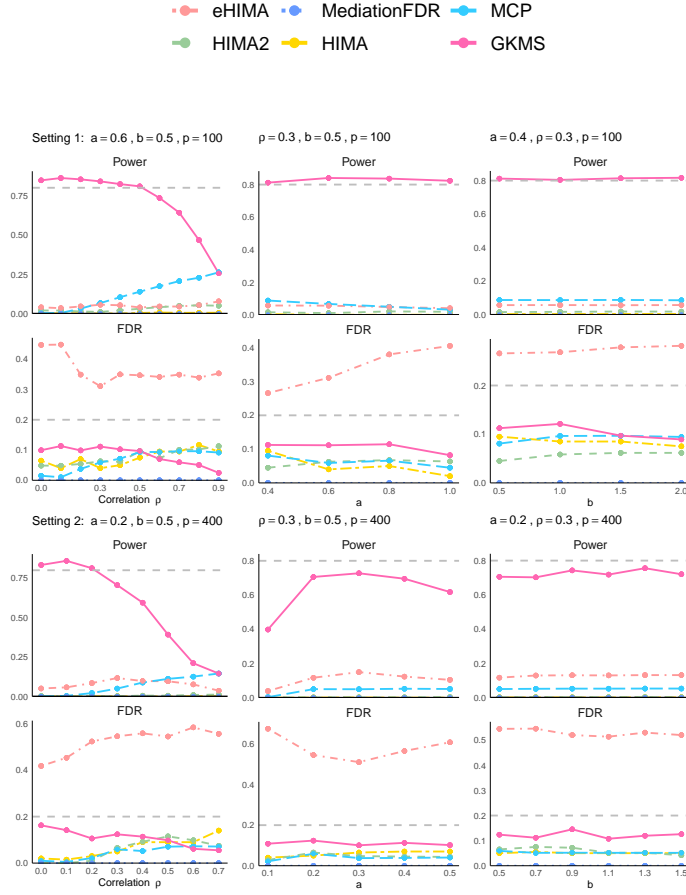 eHIMA MediationFDR MCP
HIMA2 HIMA GKMS
Setting 1: a = 0.6 , b = 0.5 , p = 100
ρ = 0.3 , b = 0.5 , p = 100
a = 0.4 , ρ = 0.3 , p = 100
Power
Power
Power
0.75
0.50
0.25
0.00
0.8
0.6
0.4
0.2
0.0
0.8
0.6
0.4
0.2
0.0
FDR
FDR
FDR
0.4
0.3
0.2
0.1
0.0
0.4
0.3
0.2
0.1
0.0
0.2
0.1
0.0
0.0 0.3 0.5 0.7 0.9
0.4 0.6 0.8 1.0
0.5 1.0 1.5 2.0
Correlation ρ
a
b
Setting 2: a = 0.2 , b = 0.5 , p = 400
ρ = 0.3 , b = 0.5 , p = 400
a = 0.2 , ρ = 0.3 , p = 400
Power
Power
Power
0.75
0.50
0.25
0.00
0.8
0.6
0.4
0.2
0.0
0.8
0.6
0.4
0.2
0.0
FDR
FDR
FDR
0.6
0.4
0.2
0.0
0.6
0.4
0.2
0.0
0.5
0.4
0.3
0.2
0.1
0.0
0.0 0.1 0.2 0.3 0.4 0.5 0.6 0.7
0.1 0.2 0.3 0.4 0.5
0.5 0.7 0.9 1.1 1.3 1.5
Correlation ρ
a
b